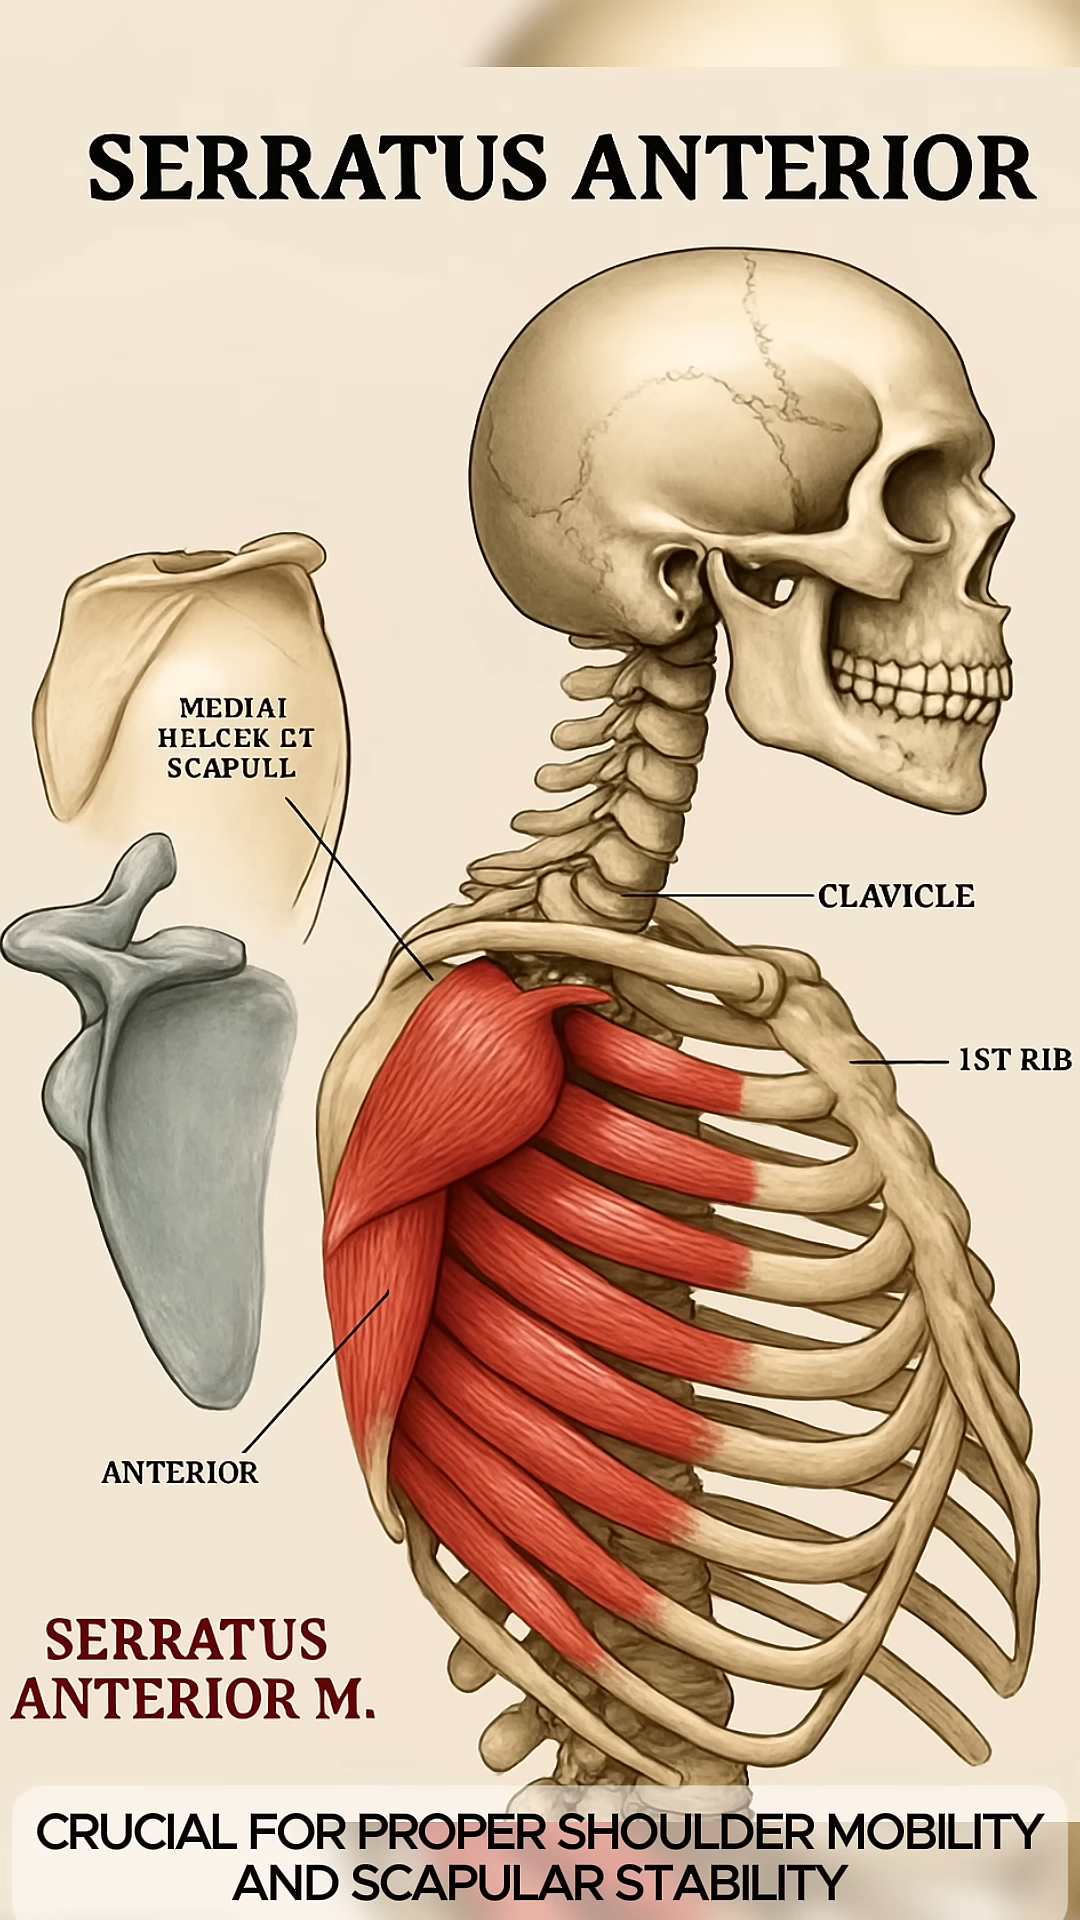 SERRATUS ANTERIOR
MEDIAI
HELCEK
SCAPULL
CLAVICLE
1ST RIB
ANTERIOR
SERRATUS
ANTERIOR M.
CRUCIAL FOR PROPER SHOULDER MOBILITY
AND SCAPULAR STABILITY